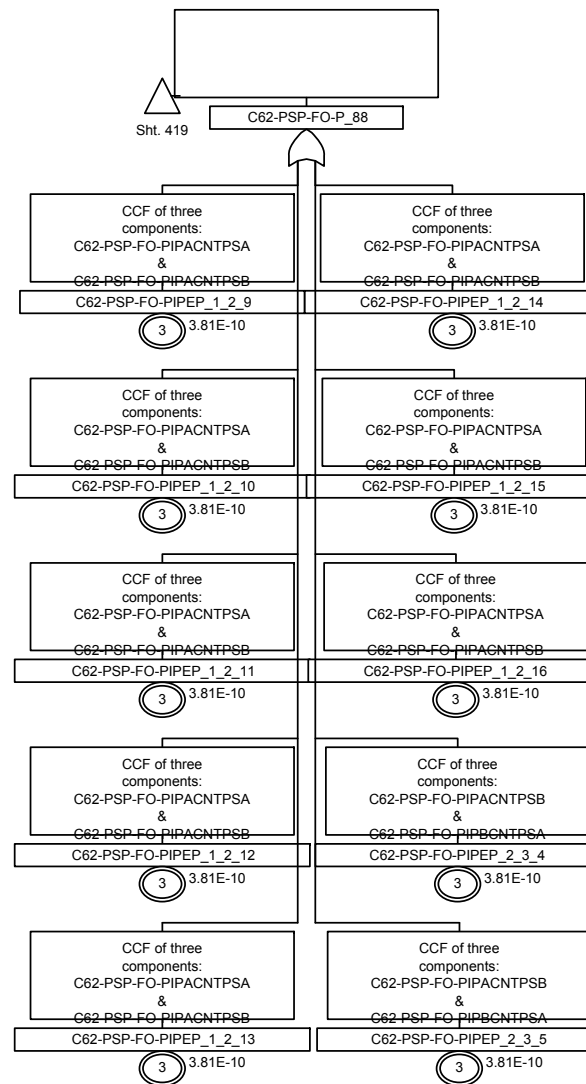 Sht. 419
C62-PSP-FO-P_88
CCF of three
components:
C62-PSP-FO-PIPACNTPSA
&
C62-PSP-FO-PIPACNTPSB
C62-PSP-FO-PIPEP_1_2_9
3
3.81E-10
CCF of three
components:
C62-PSP-FO-PIPACNTPSA
&
C62-PSP-FO-PIPACNTPSB
C62-PSP-FO-PIPEP_1_2_14
3
3.81E-10
CCF of three
components:
C62-PSP-FO-PIPACNTPSA
&
C62-PSP-FO-PIPACNTPSB
C62-PSP-FO-PIPEP_1_2_10
3
3.81E-10
CCF of three
components:
C62-PSP-FO-PIPACNTPSA
&
C62-PSP-FO-PIPACNTPSB
C62-PSP-FO-PIPEP_1_2_15
3
3.81E-10
CCF of three
components:
C62-PSP-FO-PIPACNTPSA
&
C62-PSP-FO-PIPACNTPSB
C62-PSP-FO-PIPEP_1_2_11
3
3.81E-10
CCF of three
components:
C62-PSP-FO-PIPACNTPSA
&
C62-PSP-FO-PIPACNTPSB
C62-PSP-FO-PIPEP_1_2_16
3
3.81E-10
CCF of three
components:
C62-PSP-FO-PIPACNTPSA
&
C62-PSP-FO-PIPACNTPSB
C62-PSP-FO-PIPEP_1_2_12
3
3.81E-10
CCF of three
components:
C62-PSP-FO-PIPACNTPSB
&
C62-PSP-FO-PIPBCNTPSA
C62-PSP-FO-PIPEP_2_3_4
3
3.81E-10
CCF of three
components:
C62-PSP-FO-PIPACNTPSA
&
C62-PSP-FO-PIPACNTPSB
C62-PSP-FO-PIPEP_1_2_13
3
3.81E-10
CCF of three
components:
C62-PSP-FO-PIPACNTPSB
&
C62-PSP-FO-PIPBCNTPSA
C62-PSP-FO-PIPEP_2_3_5
3
3.81E-10